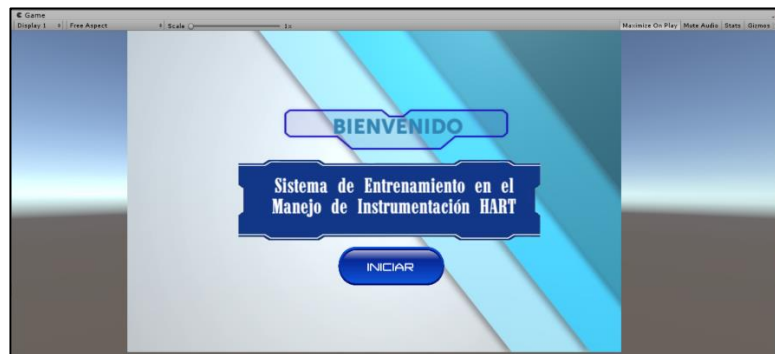 Game
Display 1 Free Aspect Scale 1x Maximize On Play Mute Audio Stats Gizmos
BIENVENIDO
Sistema de Entrenamiento en el
Manejo de Instrumentación HART
INICIAR